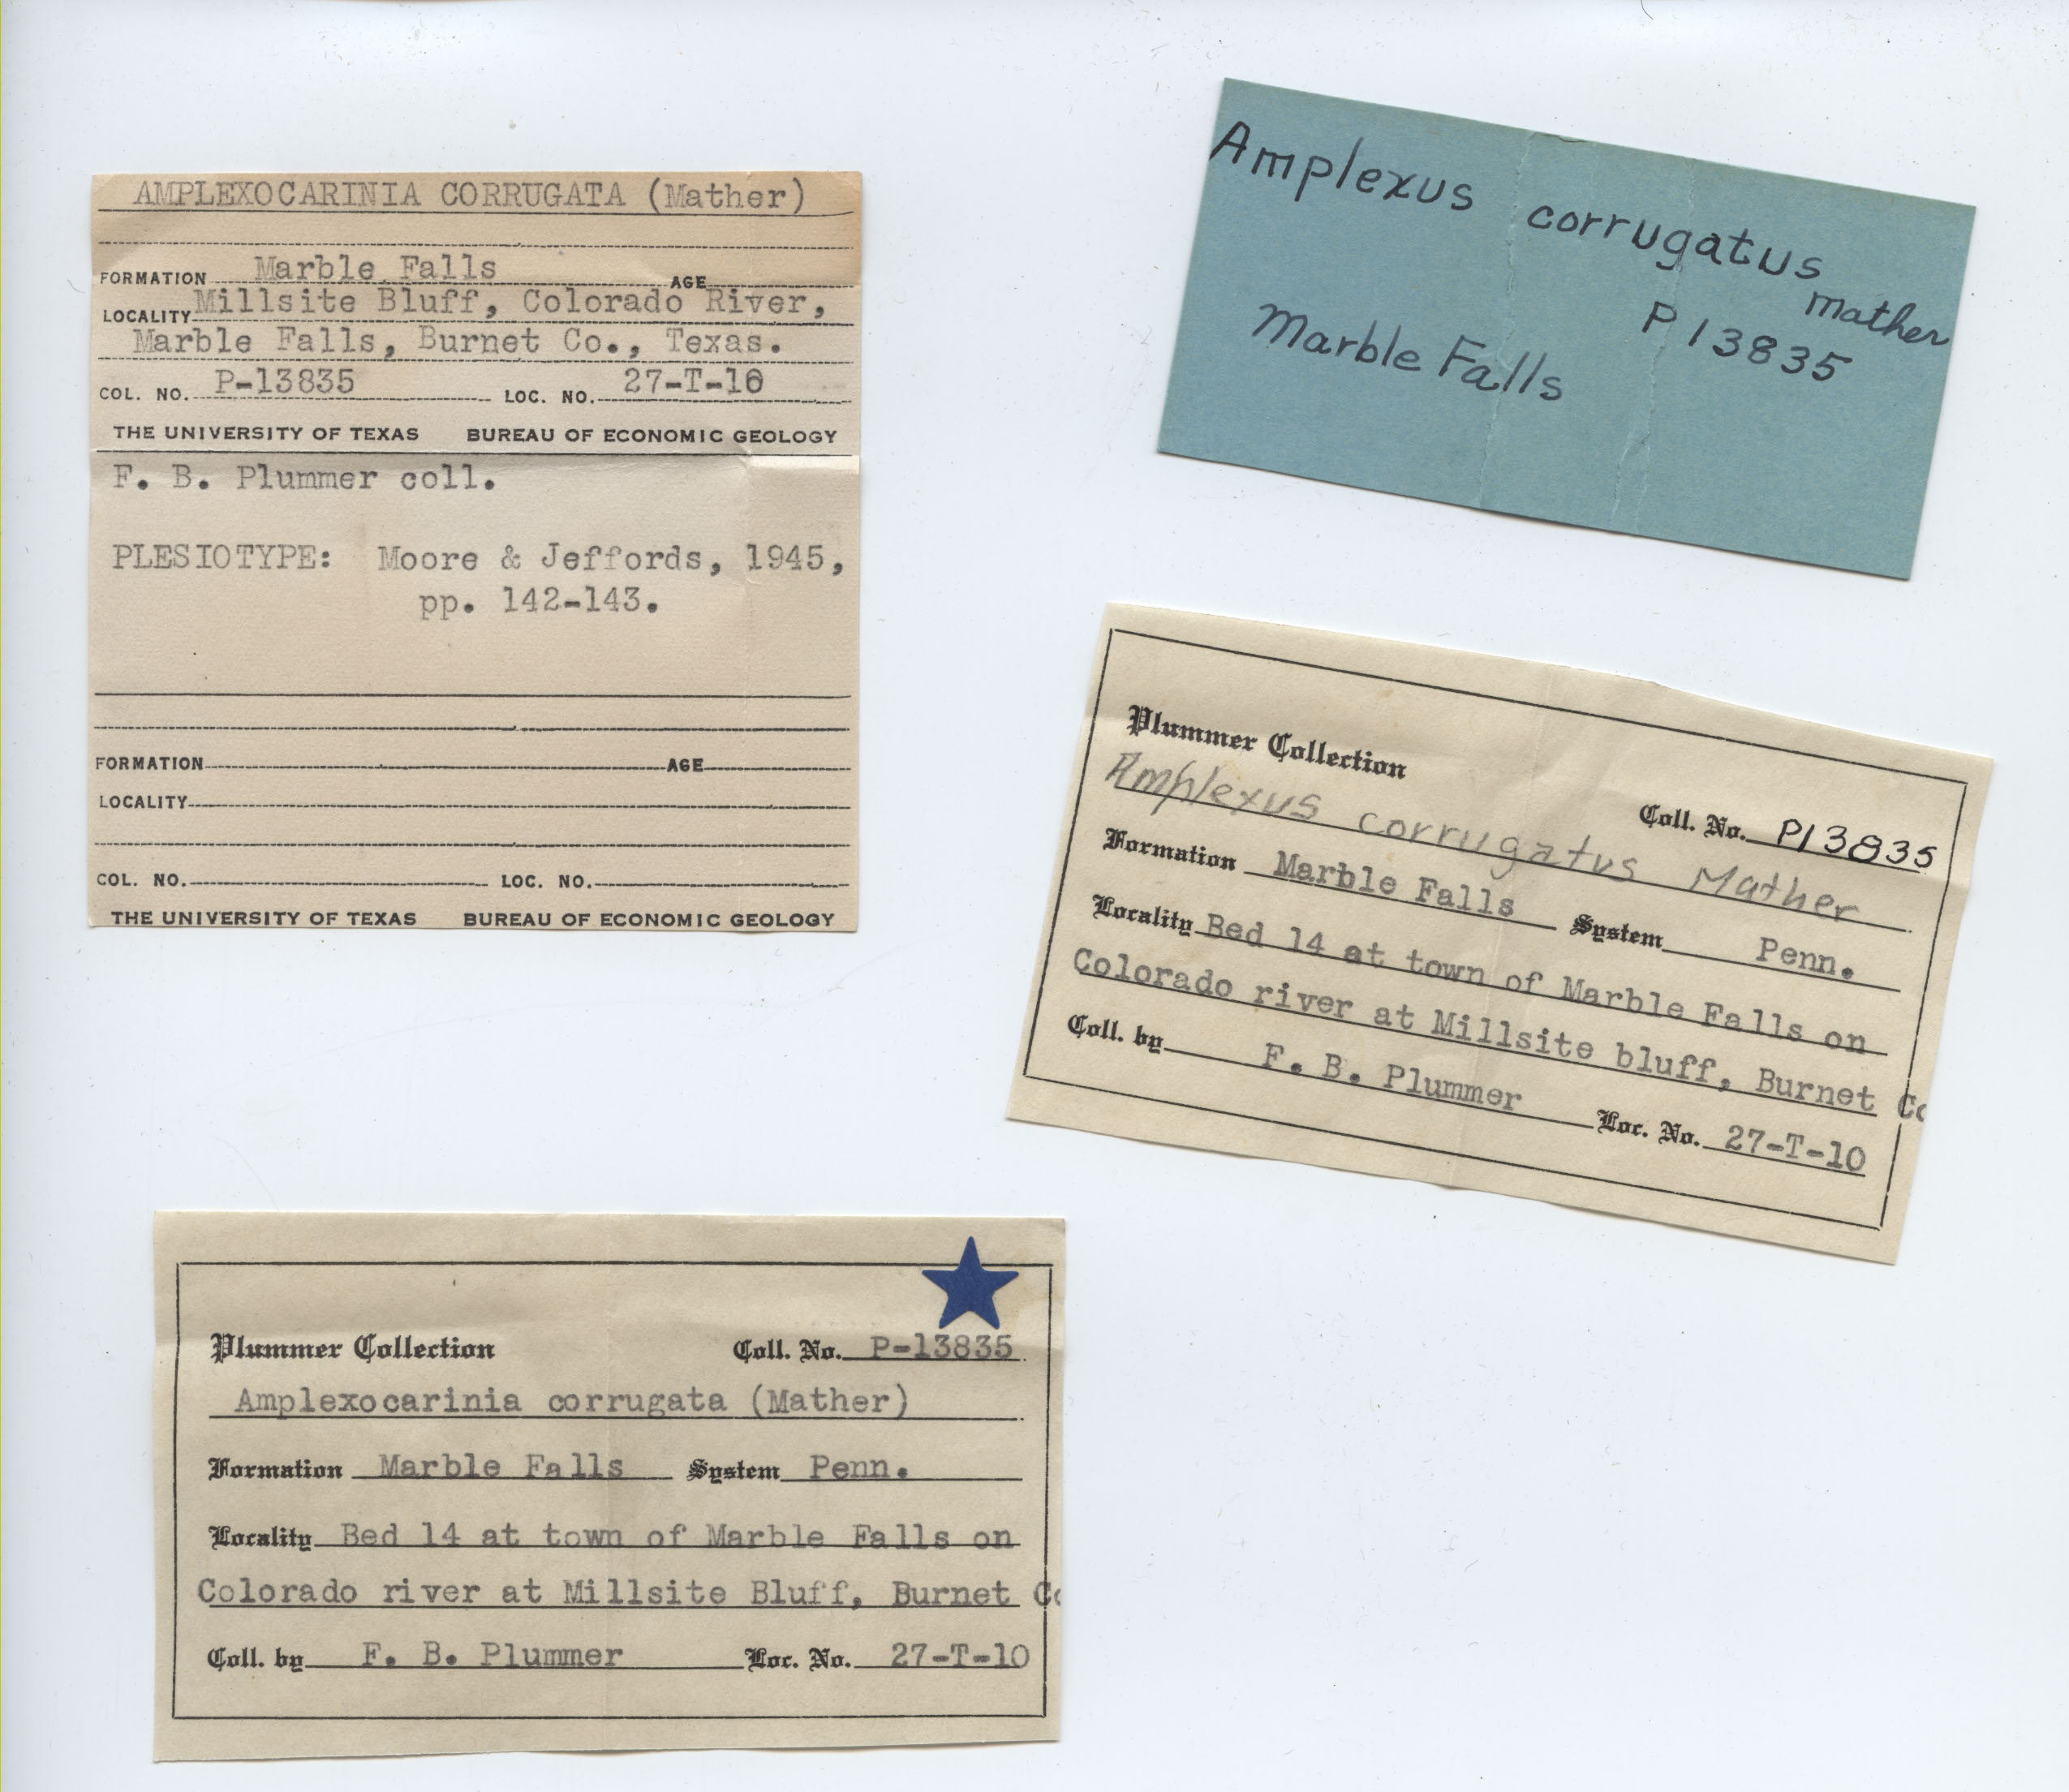 AMPLEXOCARINIA CORRUGATA (Mather)
FORMATION Marble Falls AGE
LOCALITY Millsite Bluff, Colorado River,
Marble Falls, Burnet Co., Texas.
COL. NO. P-13835 LOC. NO. 27-T-10
THE UNIVERSITY OF TEXAS BUREAU OF ECONOMIC GEOLOGY
F. B. Plummer coll.
PLESIOTYPE: Moore & Jeffords, 1945,
pp. 142-143.
FORMATION AGE
LOCALITY
COL. NO. LOC. NO.
THE UNIVERSITY OF TEXAS BUREAU OF ECONOMIC GEOLOGY
Amplexus corrugatus
mather
P13835
Marble Falls
Plummer Collection
Coll. No. P13835
Amplexus corrugatus Mather
Formation Marble Falls System Penn.
Locality Bed 14 at town of Marble Falls on
Colorado river at Millsite bluff, Burnet Co
Coll. by F. B. Plummer Loc. No. 27-T-10
Plummer Collection Coll. No. P-13835
Amplexocarinia corrugata (Mather)
Formation Marble Falls System Penn.
Locality Bed 14 at town of Marble Falls on
Colorado river at Millsite Bluff, Burnet Co
Coll. by F. B. Plummer Loc. No. 27-T-10